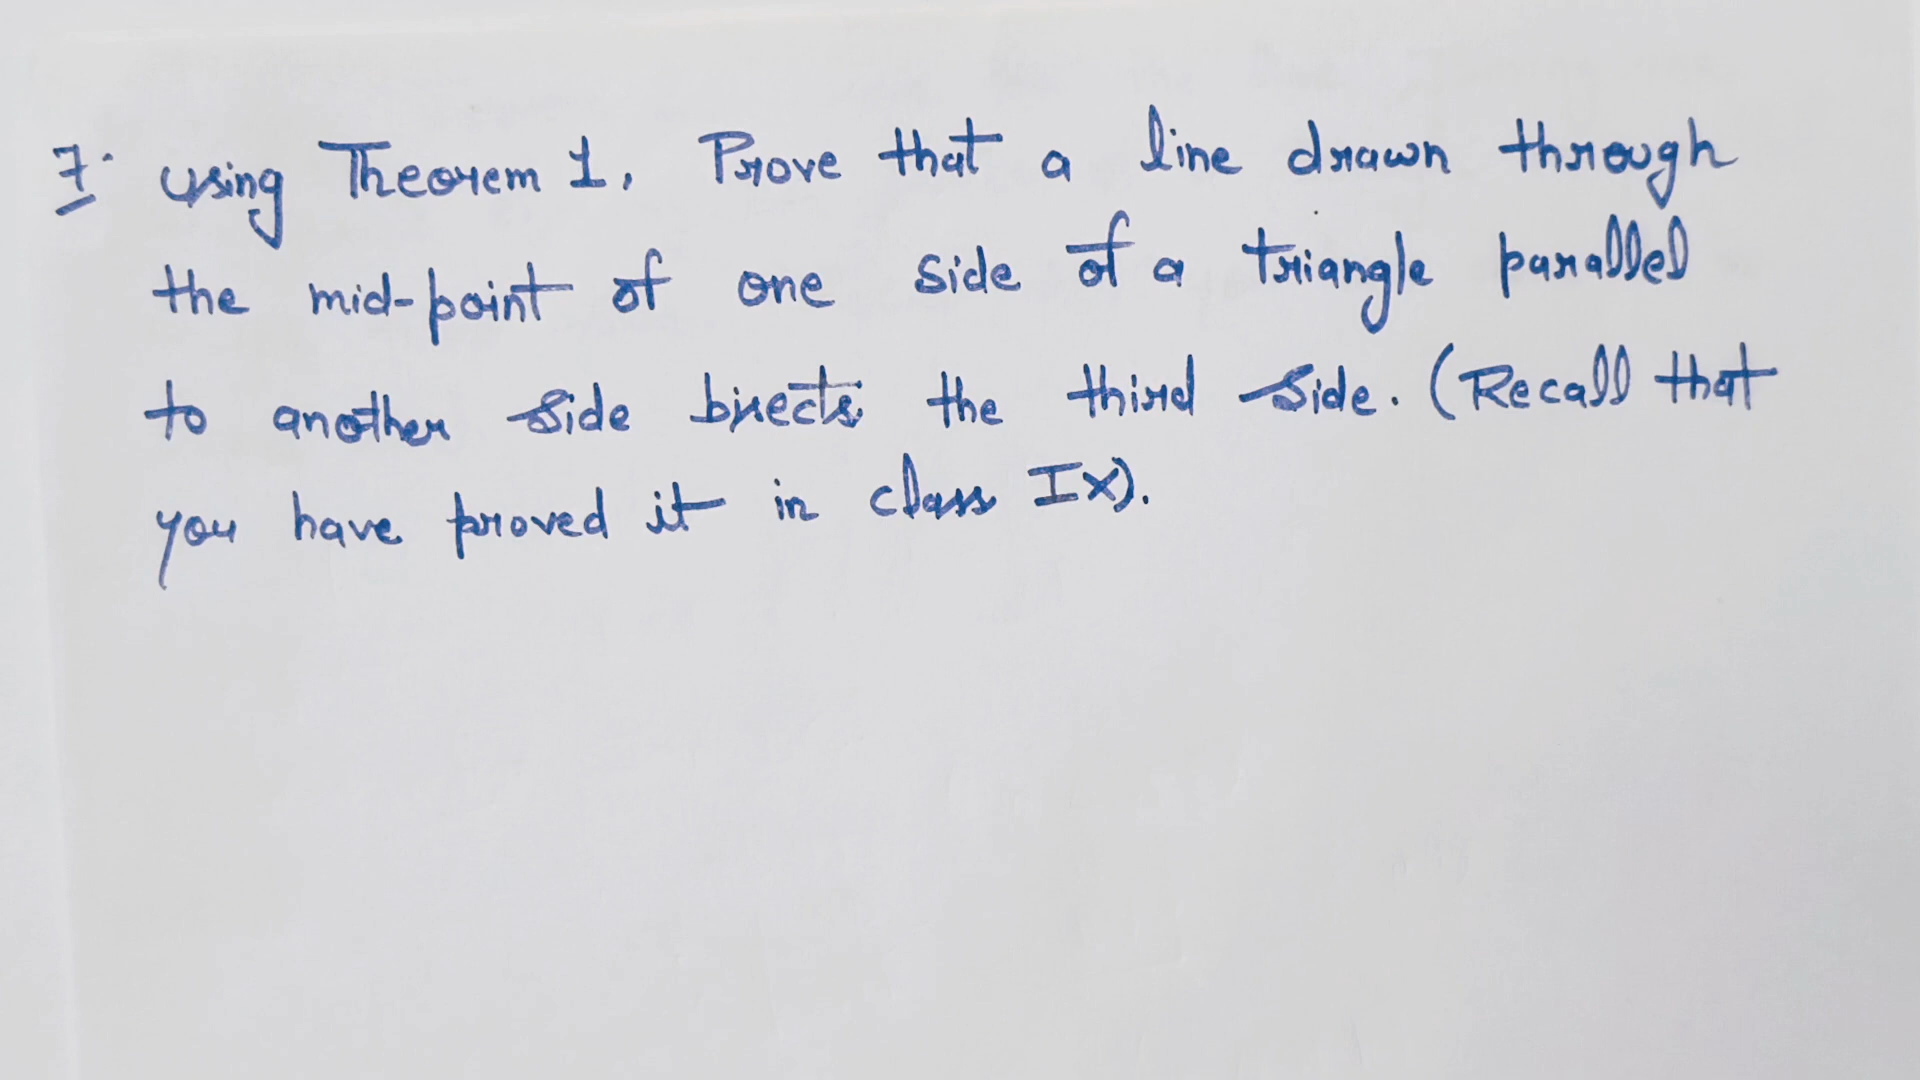 7. using Theorem 1, Prove that a line drawn through
the mid-point of one side of a triangle parallel
to another side bisects the third side. (Recall that
you have proved it in class IX).